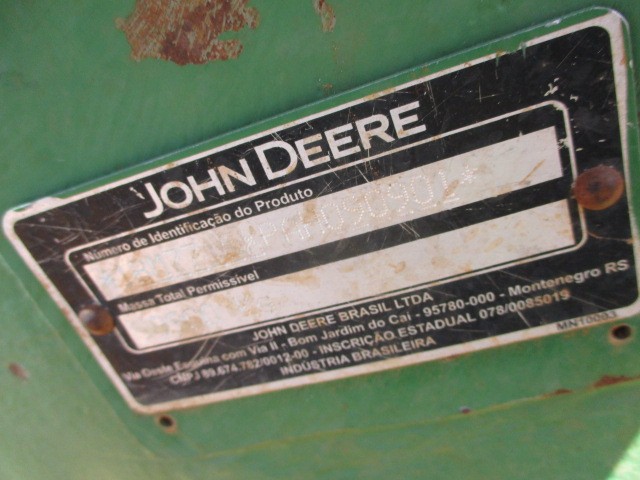 JOHN DEERE
Número de Identificação do Produto
090901*
Massa Total Permissível
JOHN DEERE BRASIL LTDA
Via Oeste Esquina com Via II - Bom Jardim do Caí - 95780-000 - Montenegro RS
CNPJ 89.674.782/0012-00 - INSCRIÇÃO ESTADUAL 078/0085019
INDÚSTRIA BRASILEIRA